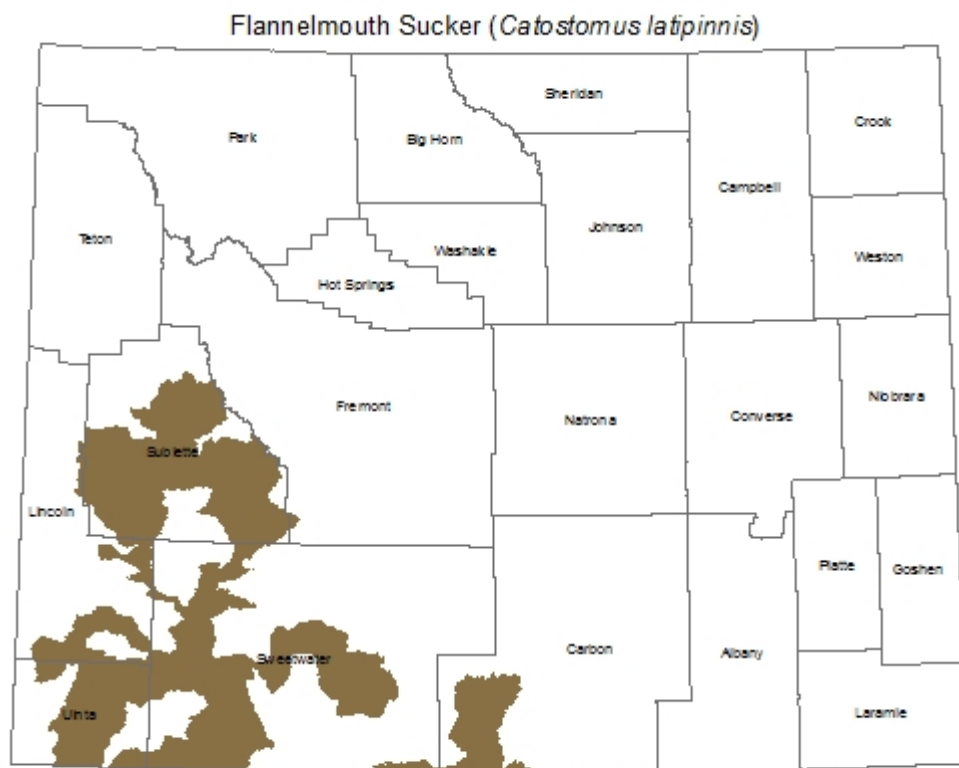 Flannelmouth Sucker (Catostomus latipinnis)
Sheridan
Crook
Park
Big Horn
Campbell
Johnson
Teton
Washakie
Weston
Hot Springs
Fremont
Niobrara
Natrona
Converse
Sublette
Lincoln
Platte
Goshen
Carbon
Albany
Sweetwater
Uinta
Laramie